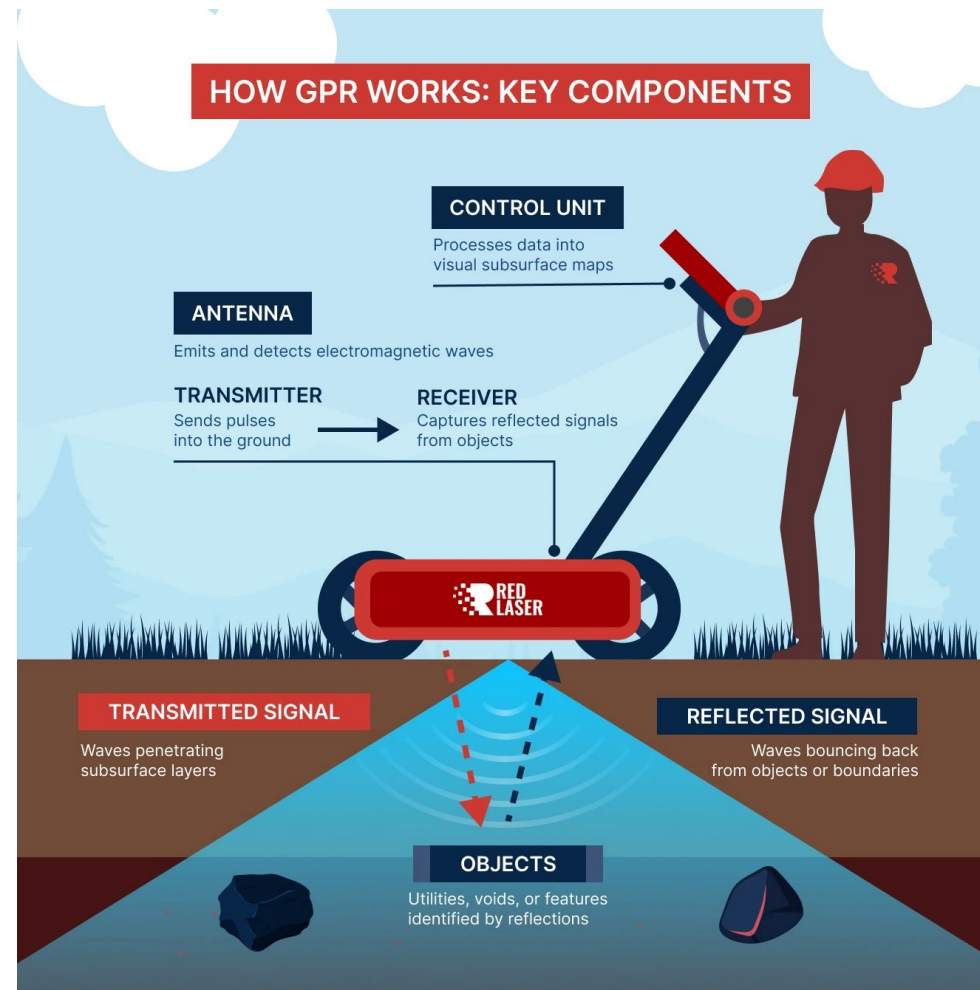 HOW GPR WORKS: KEY COMPONENTS
CONTROL UNIT
Processes data into
visual subsurface maps
ANTENNA
Emits and detects electromagnetic waves
TRANSMITTER
Sends pulses
into the ground
RECEIVER
Captures reflected signals
from objects
RED
LASER
TRANSMITTED SIGNAL
Waves penetrating
subsurface layers
REFLECTED SIGNAL
Waves bouncing back
from objects or boundaries
OBJECTS
Utilities, voids, or features
identified by reflections